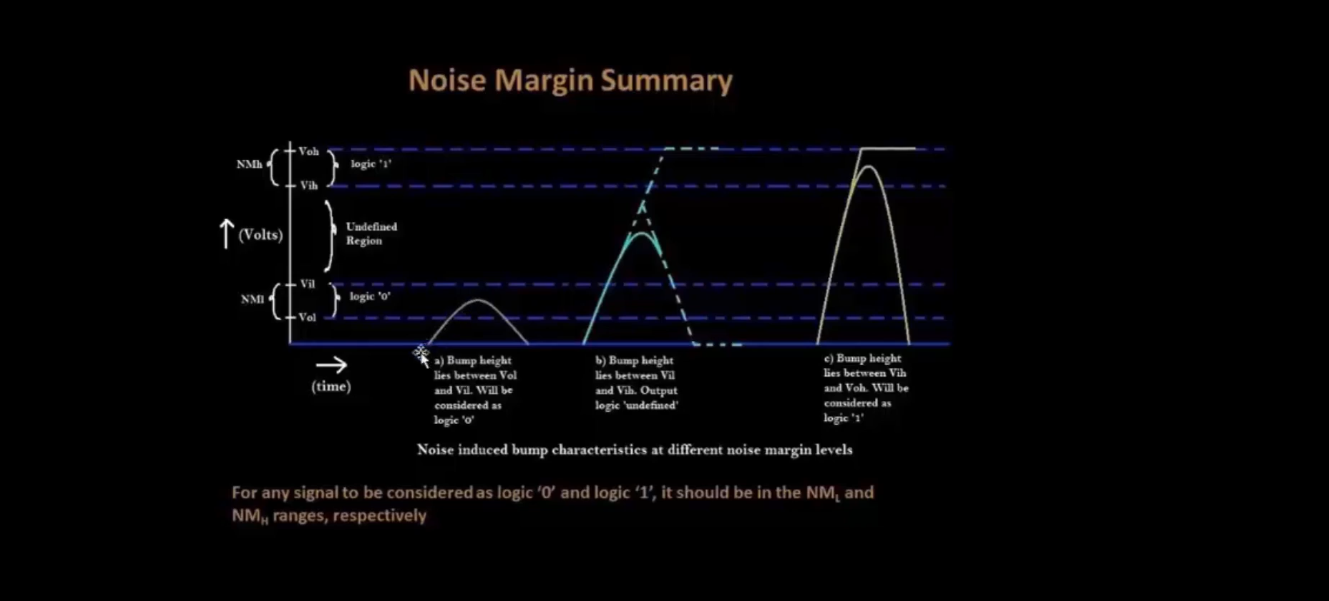 Noise Margin Summary
NMh
Voh
logic '1'
Vih
(Volts)
Undefined
Region
NMl
Vil
logic '0'
Vol
(time)
a) Bump height
lies between Vol
and Vil. Will be
considered as
logic '0'
b) Bump height
lies between Vil
and Vih. Output
logic 'undefined'
c) Bump height
lies between Vih
and Voh. Will be
considered as
logic '1'
Noise induced bump characteristics at different noise margin levels
For any signal to be considered as logic ‘0’ and logic ‘1’, it should be in the NML and
NMH ranges, respectively